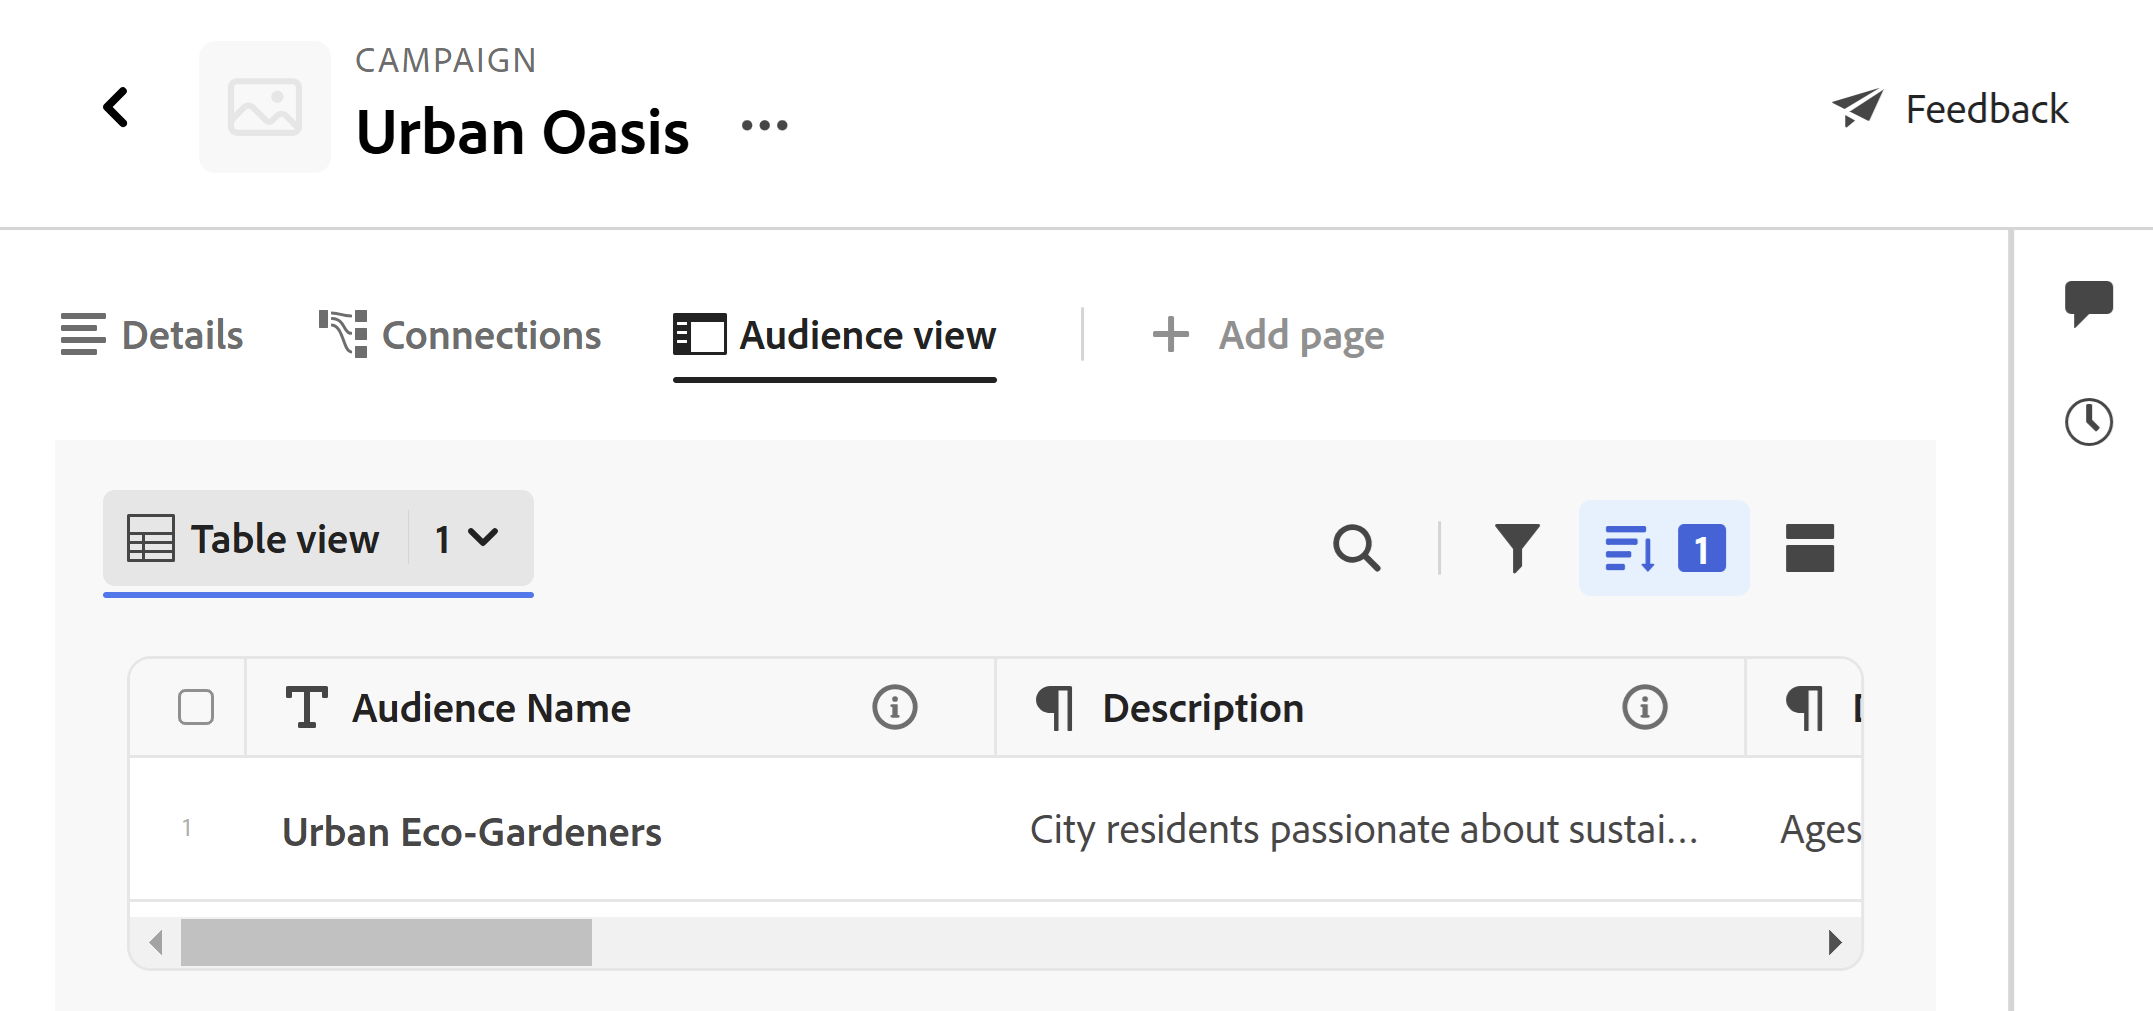 CAMPAIGN
Urban Oasis
Feedback
Details
Connections
Audience view
Add page
Table view 1
1
Audience Name
Description
1
Urban Eco-Gardeners
City residents passionate about sustai...
Ages